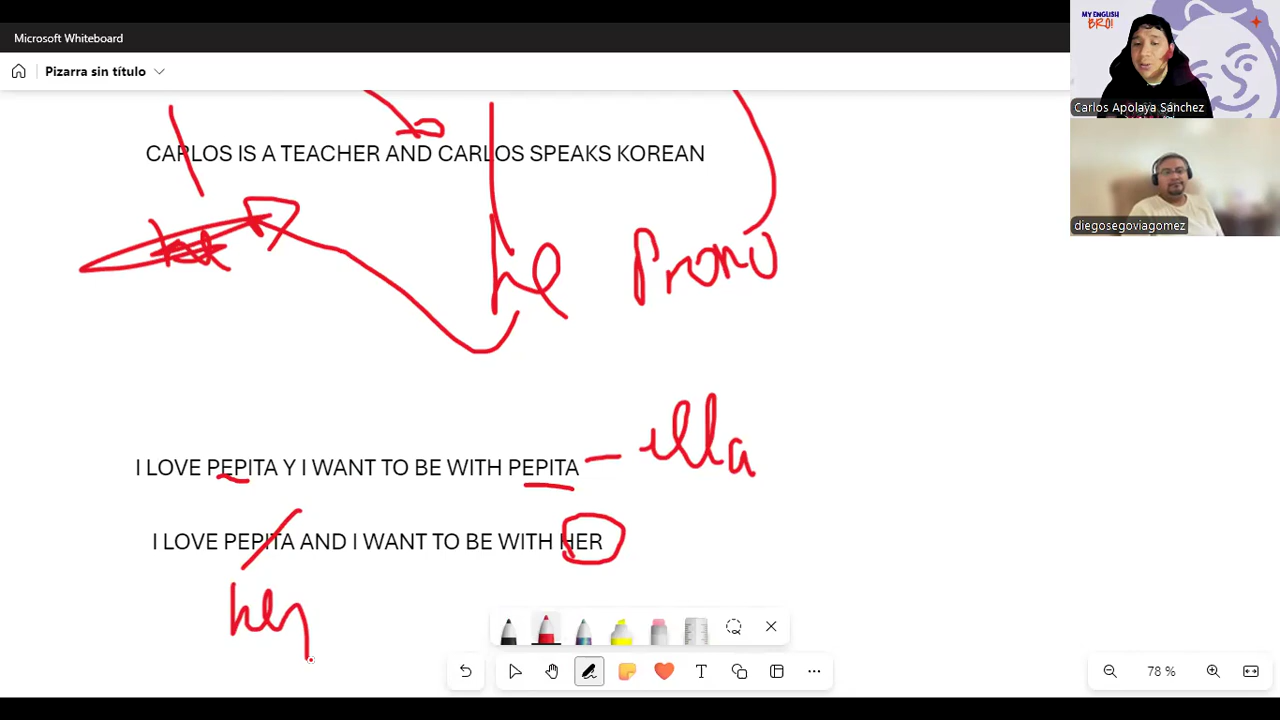 Microsoft Whiteboard
Pizarra sin título
MY ENGLISH
BRO!
Carlos Apolaya Sánchez
diegosegoviagomez
CARLOS IS A TEACHER AND CARLOS SPEAKS KOREAN
he Prono
ella
I LOVE PEPITA Y I WANT TO BE WITH PEPITA
I LOVE PEPITA AND I WANT TO BE WITH HER
her
78 %